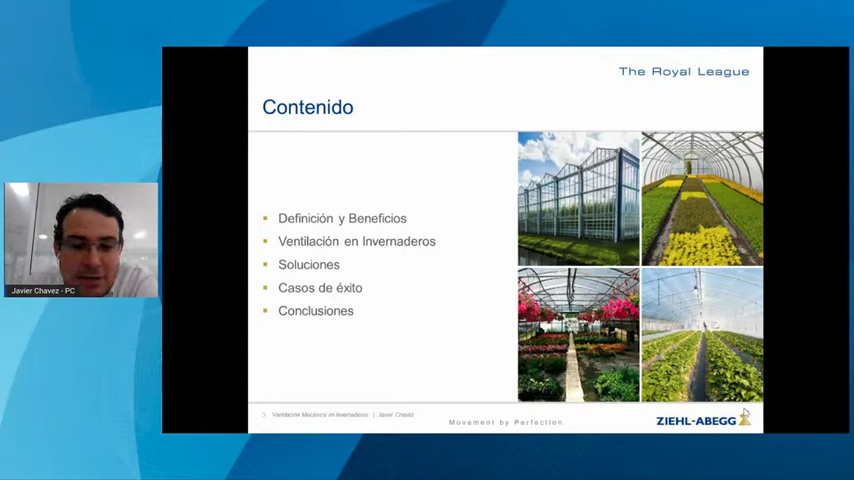 The Royal League
Contenido
Definición y Beneficios
Ventilación en Invernaderos
Soluciones
Casos de éxito
Conclusiones
Javier Chavez - PC
3 Ventilación Mecánica en Invernaderos | Javier Chavez
Movement by Perfection
ZIEHL-ABEGG